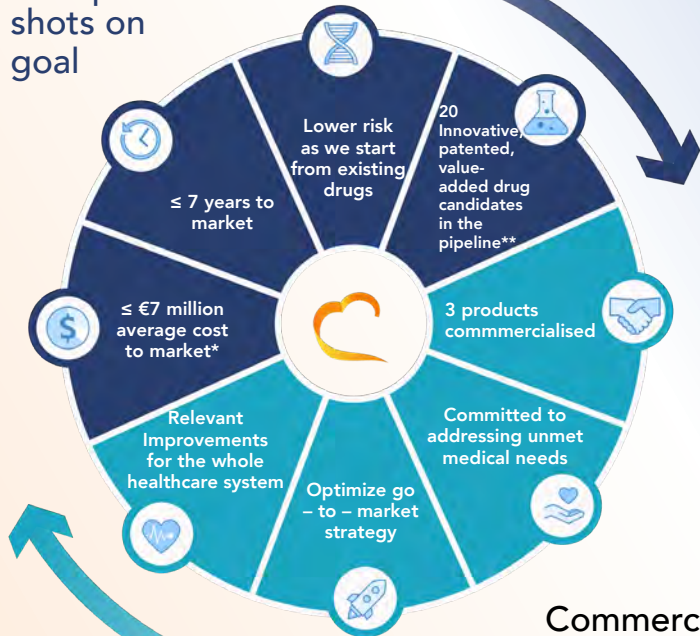 shots on
goal
Lower risk
as we start
from existing
drugs
20
Innovative,
patented,
value-
added drug
candidates
in the
pipeline**
≤ 7 years to
market
≤ €7 million
average cost
to market*
3 products
commmercialised
Relevant
Improvements
for the whole
healthcare system
Optimize go
– to – market
strategy
Committed to
addressing unmet
medical needs
$
Commerc